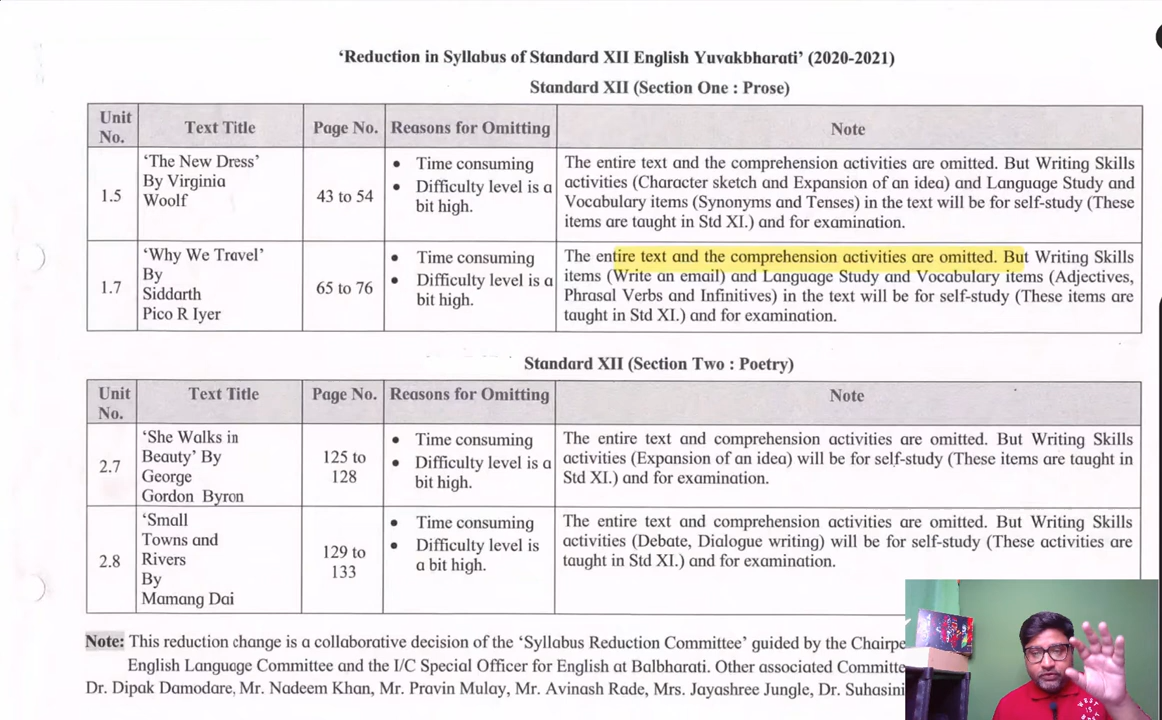 ‘Reduction in Syllabus of Standard XII English Yuvakbharati’ (2020-2021)
Standard XII (Section One : Prose)
Unit No.
Text Title
Page No.
Reasons for Omitting
Note
1.5
‘The New Dress’
By Virginia
Woolf
43 to 54
• Time consuming
• Difficulty level is a
bit high.
The entire text and the comprehension activities are omitted. But Writing Skills
activities (Character sketch and Expansion of an idea) and Language Study and
Vocabulary items (Synonyms and Tenses) in the text will be for self-study (These
items are taught in Std XI.) and for examination.
1.7
‘Why We Travel’
By
Siddarth
Pico R Iyer
65 to 76
• Time consuming
• Difficulty level is a
bit high.
The entire text and the comprehension activities are omitted. But Writing Skills
items (Write an email) and Language Study and Vocabulary items (Adjectives,
Phrasal Verbs and Infinitives) in the text will be for self-study (These items are
taught in Std XI.) and for examination.
Standard XII (Section Two : Poetry)
Unit No.
Text Title
Page No.
Reasons for Omitting
Note
2.7
‘She Walks in
Beauty’ By
George
Gordon Byron
125 to
128
• Time consuming
• Difficulty level is a
bit high.
The entire text and comprehension activities are omitted. But Writing Skills
activities (Expansion of an idea) will be for self-study (These items are taught in
Std XI.) and for examination.
2.8
‘Small
Towns and
Rivers
By
Mamang Dai
129 to
133
• Time consuming
• Difficulty level is
a bit high.
The entire text and comprehension activities are omitted. But Writing Skills
activities (Debate, Dialogue writing) will be for self-study (These activities are
taught in Std XI.) and for examination.
Note: This reduction change is a collaborative decision of the ‘Syllabus Reduction Committee’ guided by the Chairpe
English Language Committee and the I/C Special Officer for English at Balbharati. Other associated Committe
Dr. Dipak Damodare, Mr. Nadeem Khan, Mr. Pravin Mulay, Mr. Avinash Rade, Mrs. Jayashree Jungle, Dr. Suhasini